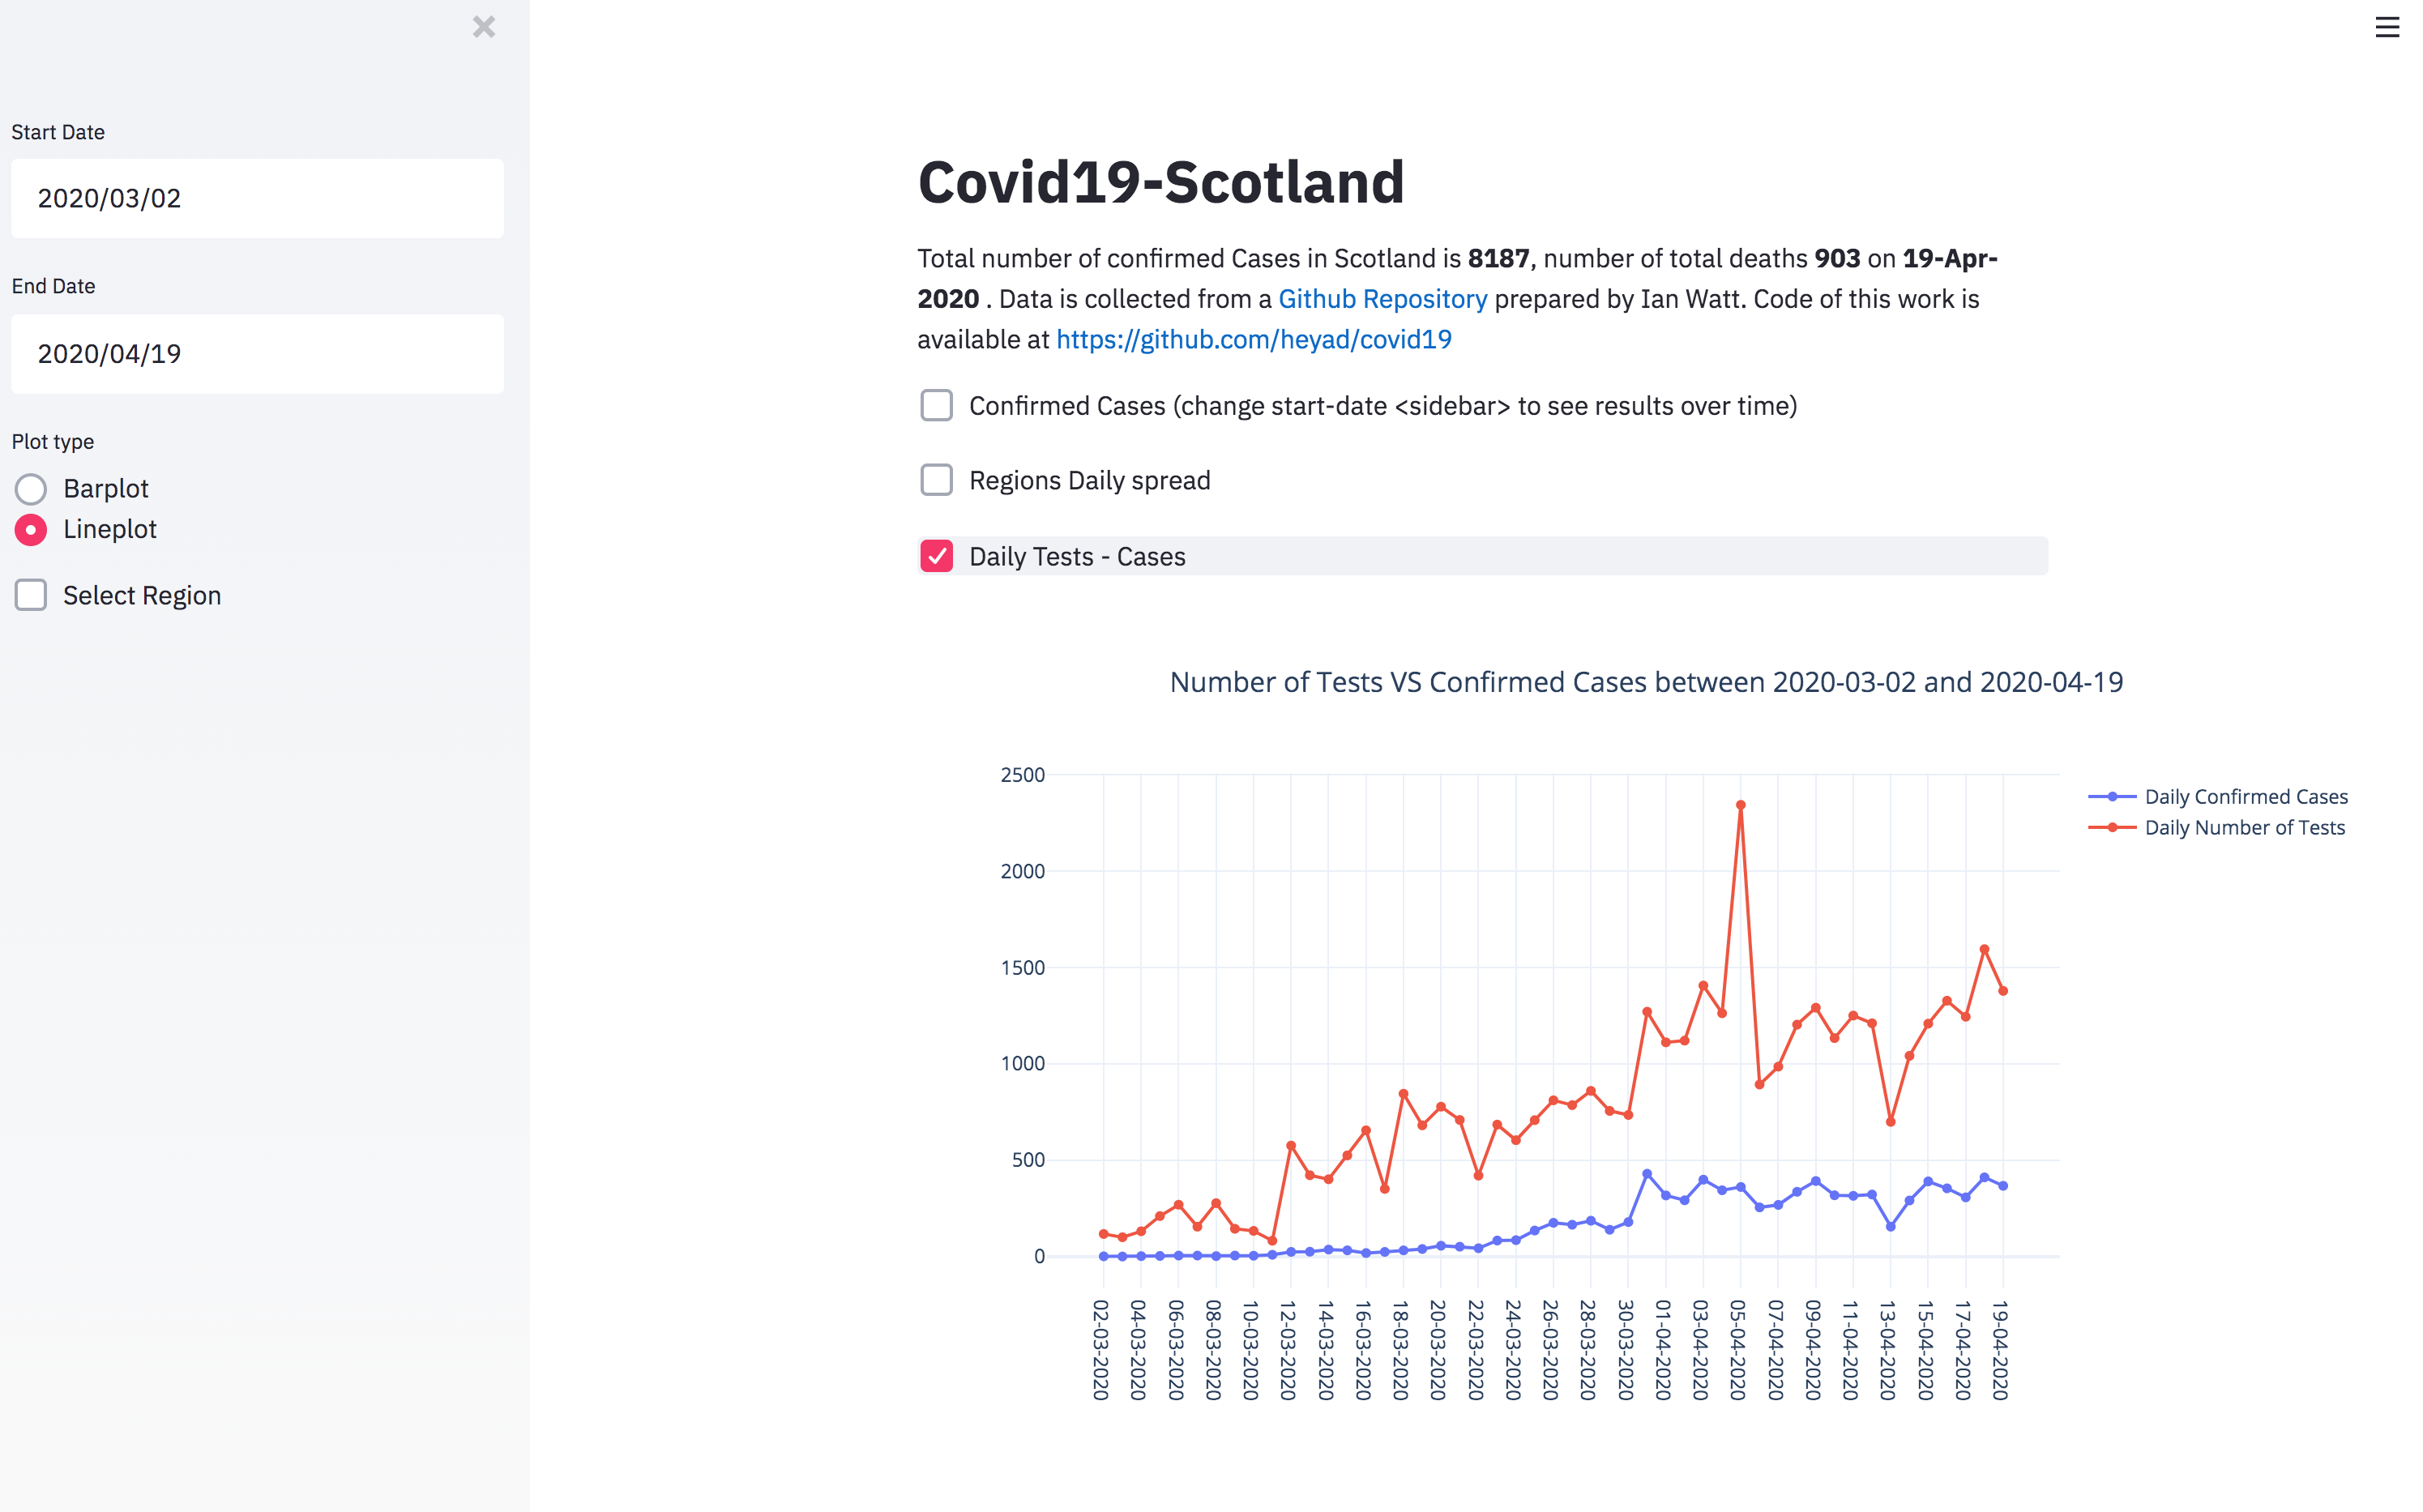 Start Date
2020/03/02
End Date
2020/04/19
Plot type
Barplot
Lineplot
Select Region
Covid19-Scotland
Total number of confirmed Cases in Scotland is 8187, number of total deaths 903 on 19-Apr-
2020 . Data is collected from a Github Repository prepared by Ian Watt. Code of this work is
available at https://github.com/heyad/covid19
Confirmed Cases (change start-date <sidebar> to see results over time)
Regions Daily spread
Daily Tests - Cases
Number of Tests VS Confirmed Cases between 2020-03-02 and 2020-04-19
2500
2000
1500
1000
500
0
Daily Confirmed Cases
Daily Number of Tests
02-03-2020
04-03-2020
06-03-2020
08-03-2020
10-03-2020
12-03-2020
14-03-2020
16-03-2020
18-03-2020
20-03-2020
22-03-2020
24-03-2020
26-03-2020
28-03-2020
30-03-2020
01-04-2020
03-04-2020
05-04-2020
07-04-2020
09-04-2020
11-04-2020
13-04-2020
15-04-2020
17-04-2020
19-04-2020